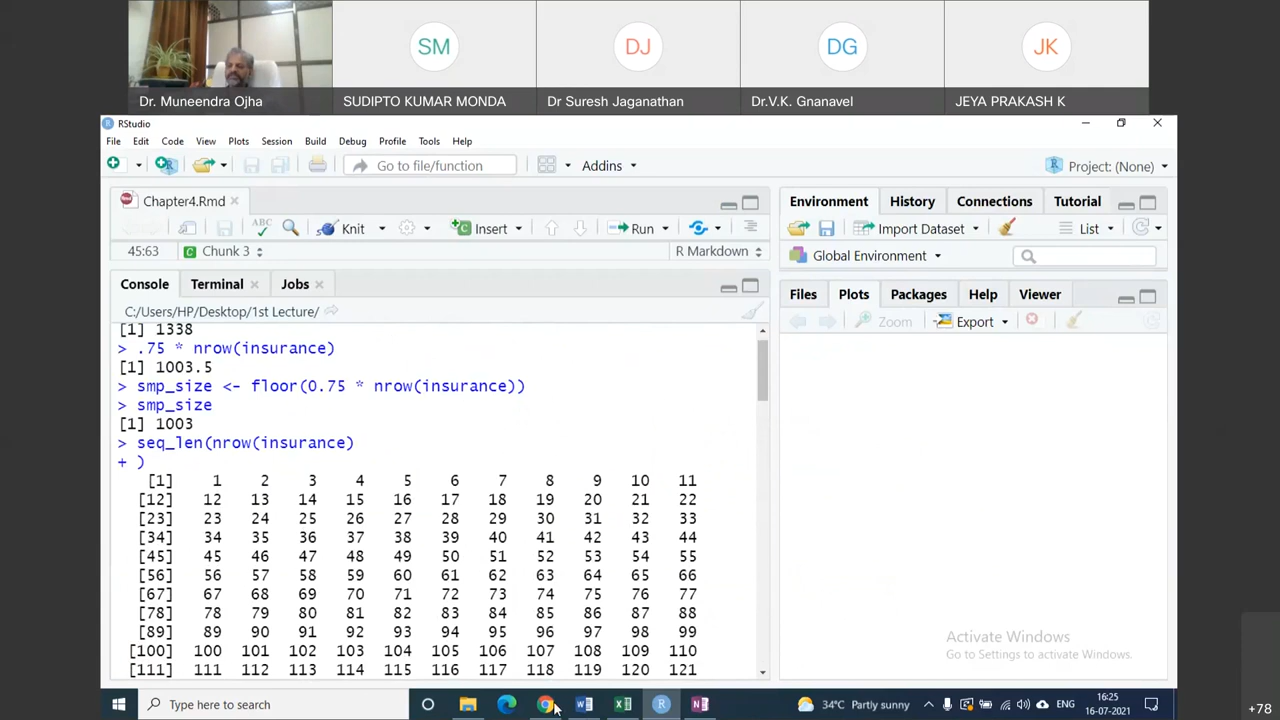 SM
DJ
DG
JK
Dr. Muneendra Ojha
SUDIPTO KUMAR MONDA
Dr Suresh Jaganathan
Dr.V.K. Gnanavel
JEYA PRAKASH K
RStudio
File Edit Code View Plots Session Build Debug Profile Tools Help
Go to file/function
Addins
Project: (None)
Chapter4.Rmd
ABC
Knit
Insert
Run
45:63
Chunk 3
R Markdown
Console Terminal Jobs
C:/Users/HP/Desktop/1st Lecture/
[1] 1338
> .75 * nrow(insurance)
[1] 1003.5
> smp_size <- floor(0.75 * nrow(insurance))
> smp_size
[1] 1003
> seq_len(nrow(insurance)
+ )
[1] 1 2 3 4 5 6 7 8 9 10 11
[12] 12 13 14 15 16 17 18 19 20 21 22
[23] 23 24 25 26 27 28 29 30 31 32 33
[34] 34 35 36 37 38 39 40 41 42 43 44
[45] 45 46 47 48 49 50 51 52 53 54 55
[56] 56 57 58 59 60 61 62 63 64 65 66
[67] 67 68 69 70 71 72 73 74 75 76 77
[78] 78 79 80 81 82 83 84 85 86 87 88
[89] 89 90 91 92 93 94 95 96 97 98 99
[100] 100 101 102 103 104 105 106 107 108 109 110
[111] 111 112 113 114 115 116 117 118 119 120 121
Environment History Connections Tutorial
Import Dataset
List
Global Environment
Files Plots Packages Help Viewer
Zoom
Export
Activate Windows
Go to Settings to activate Windows.
Type here to search
34°C Partly sunny
ENG
16:25
16-07-2021
+78